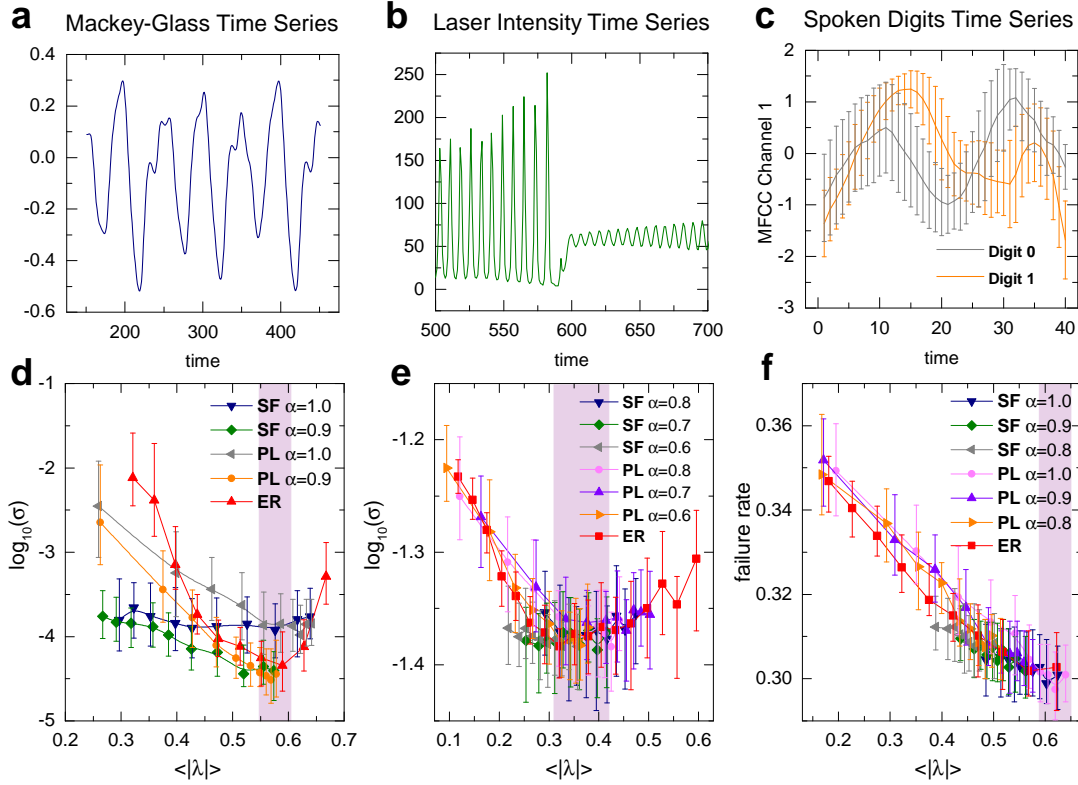 a Mackey-Glass Time Series
0.4
0.2
0.0
-0.2
-0.4
-0.6
200 300 400
time
b Laser Intensity Time Series
250
200
150
100
50
0
500 550 600 650 700
time
c Spoken Digits Time Series
2
1
0
-1
-2
-3
MFCC Channel 1
Digit 0
Digit 1
0 10 20 30 40
time
d
-1
-2
-3
-4
-5
log10(σ)
SF α=1.0
SF α=0.9
PL α=1.0
PL α=0.9
ER
0.2 0.3 0.4 0.5 0.6 0.7
<|λ|>
e
-1.2
-1.3
-1.4
log10(σ)
SF α=0.8
SF α=0.7
SF α=0.6
PL α=0.8
PL α=0.7
PL α=0.6
ER
0.1 0.2 0.3 0.4 0.5 0.6
<|λ|>
f
0.36
0.34
0.32
0.30
failure rate
SF α=1.0
SF α=0.9
SF α=0.8
PL α=1.0
PL α=0.9
PL α=0.8
ER
0.1 0.2 0.3 0.4 0.5 0.6
<|λ|>